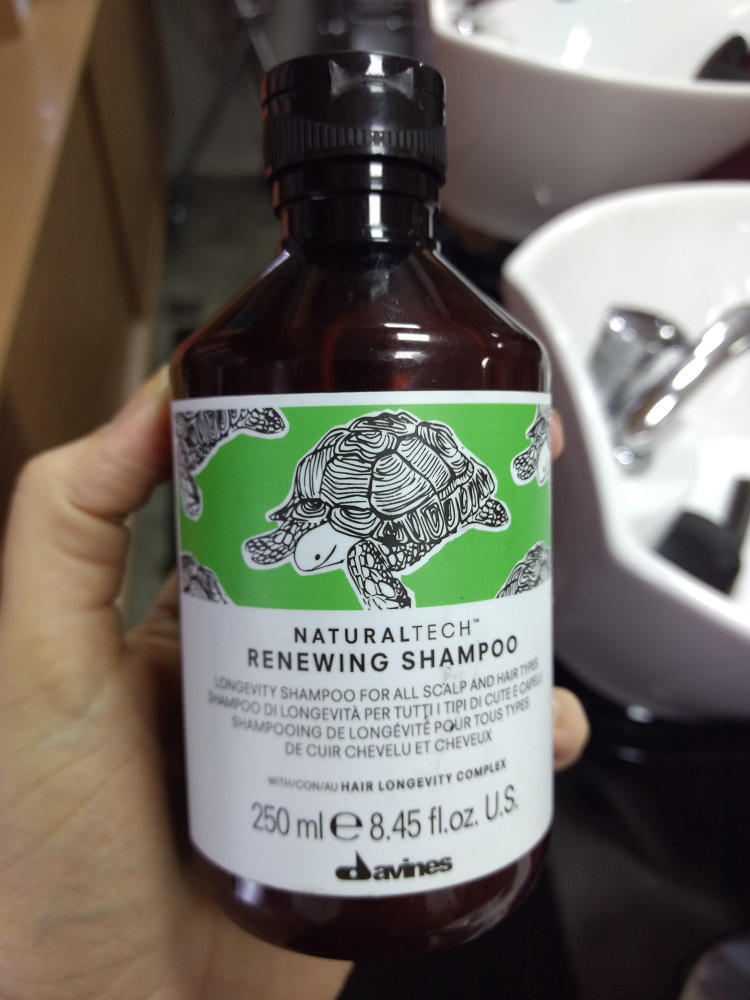 NATURALTECH™
RENEWING SHAMPOO
LONGEVITY SHAMPOO FOR ALL SCALP AND HAIR TYPES
SHAMPOO DI LONGEVITÀ PER TUTTI I TIPI DI CUTE E CAPELLI
SHAMPOOING DE LONGÉVITÉ POUR TOUS TYPES
DE CUIR CHEVELU ET CHEVEUX
WITH/CON/AU HAIR LONGEVITY COMPLEX
250 ml ℮ 8.45 fl.oz. U.S.
davines